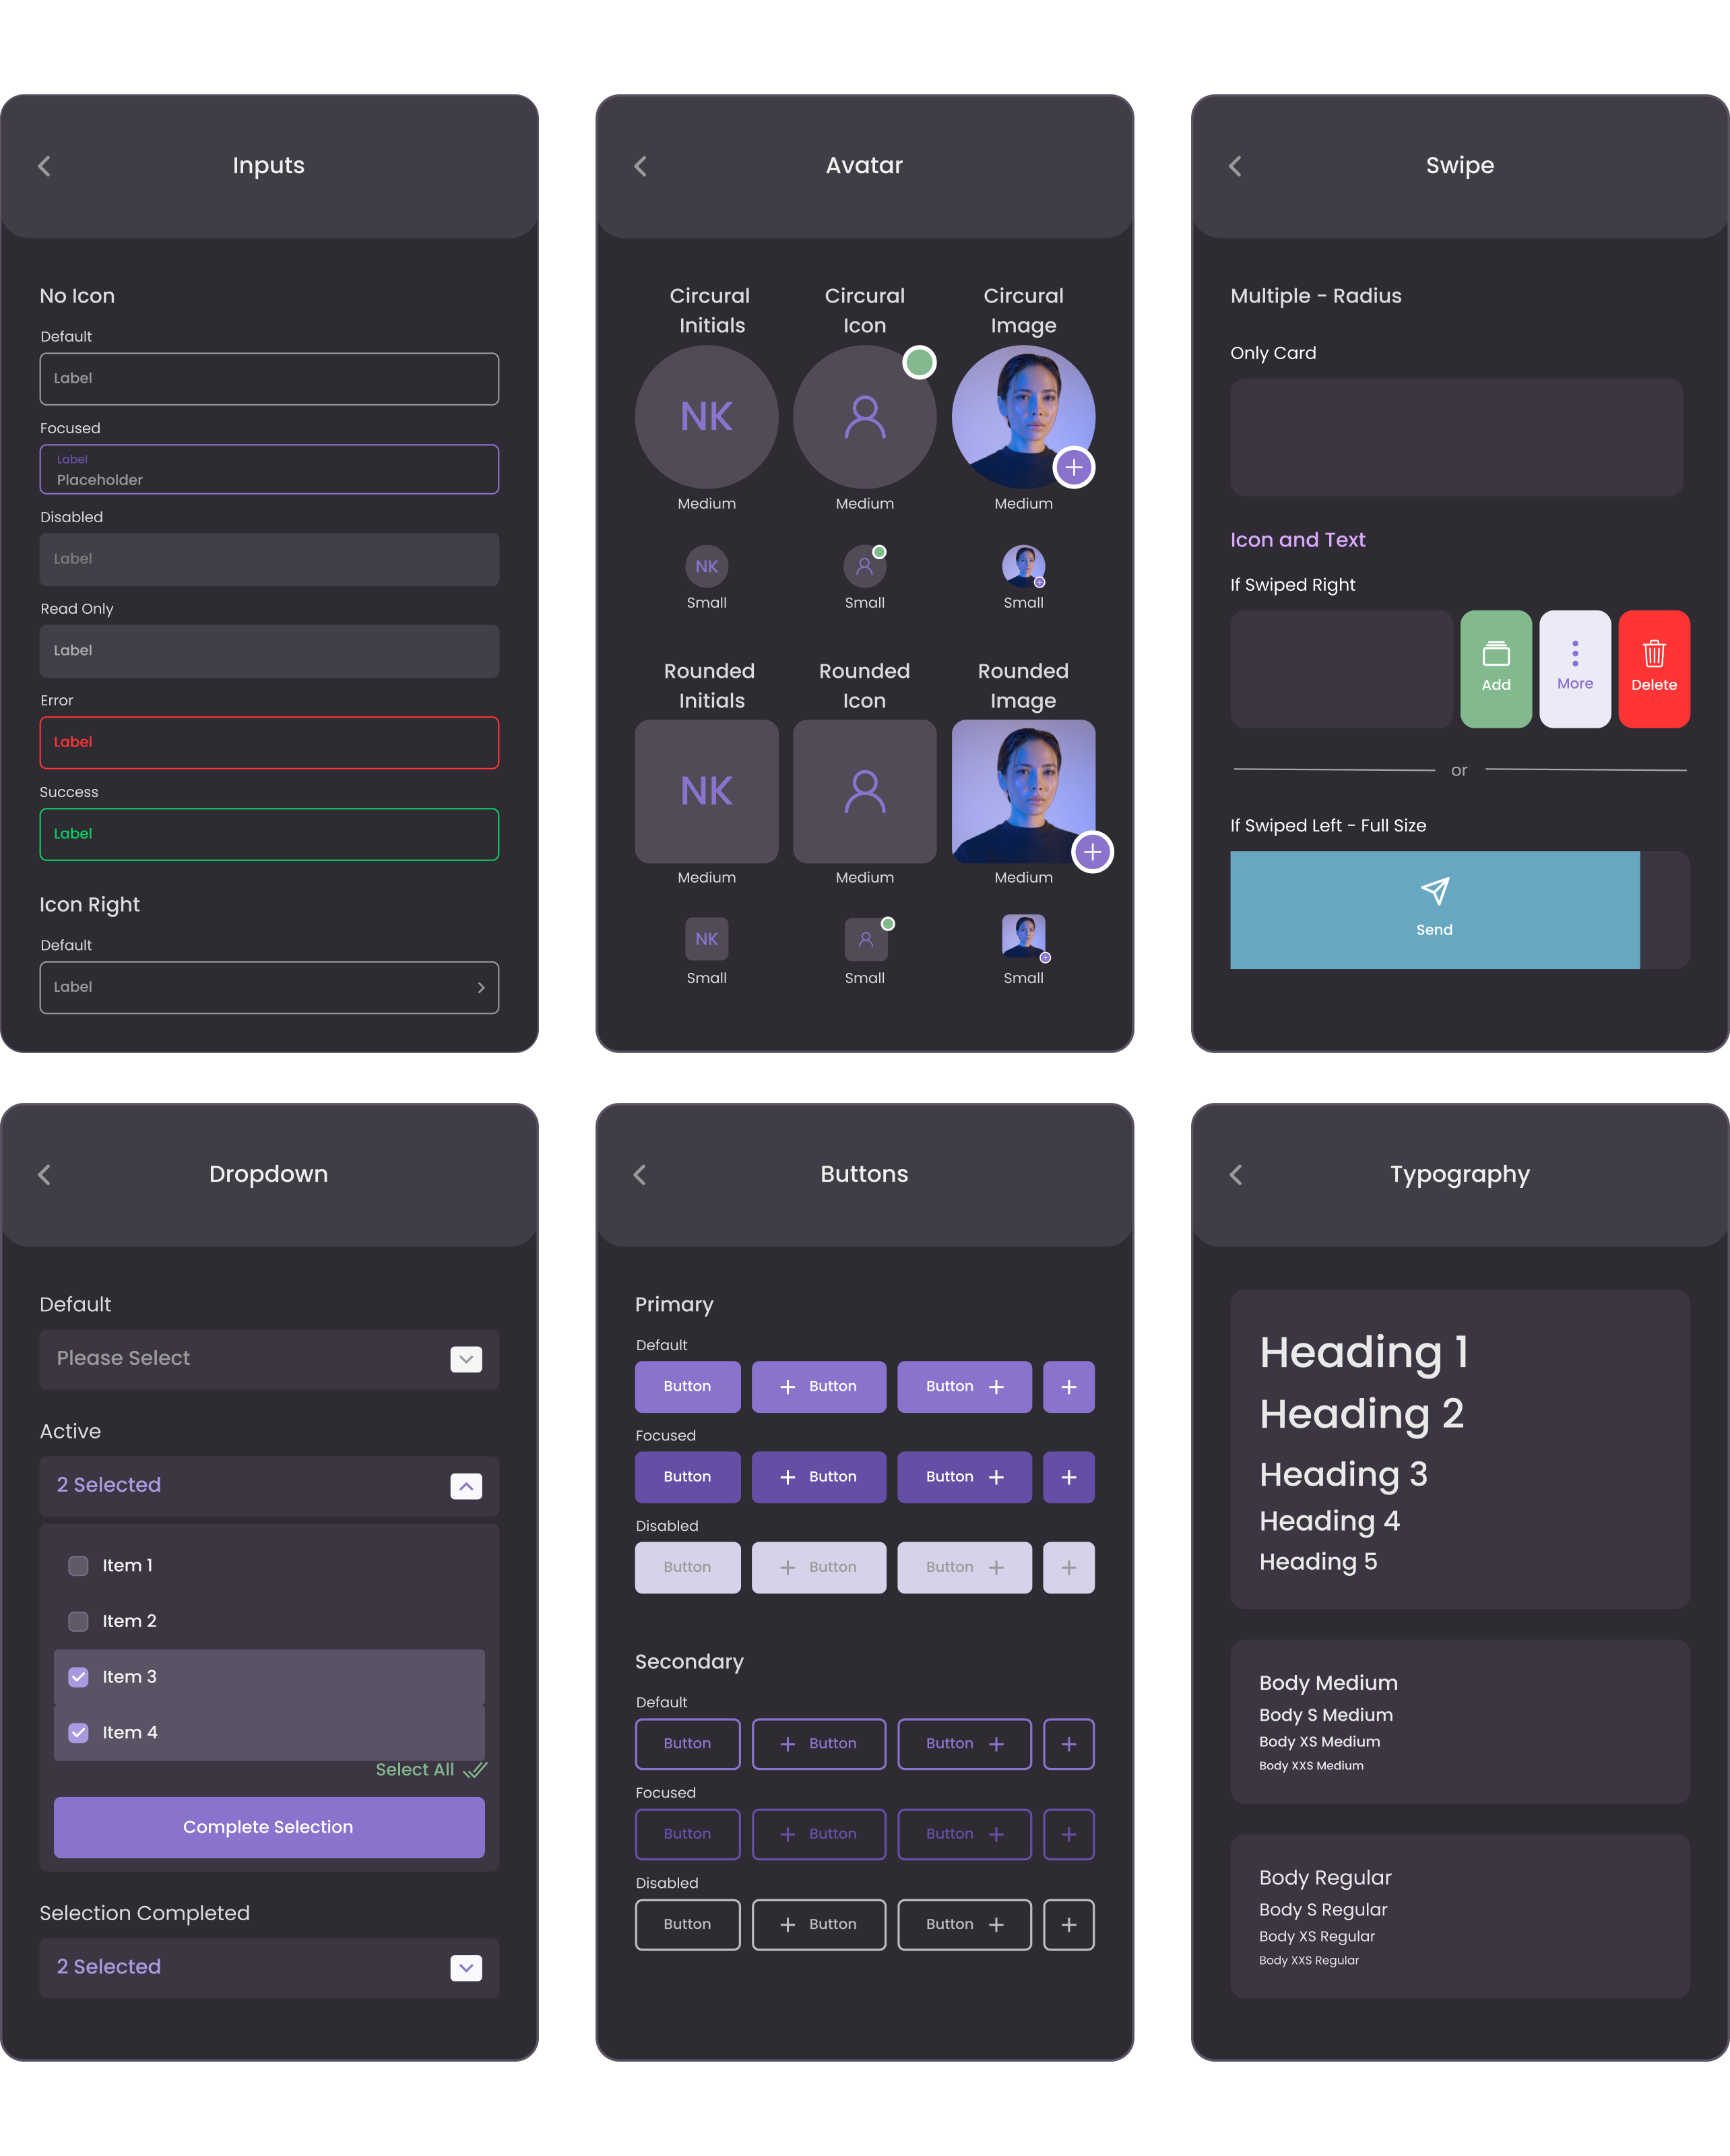 Inputs
No Icon
Default
Label
Focused
Label
Placeholder
Disabled
Label
Read Only
Label
Error
Label
Success
Label
Icon Right
Default
Label
Avatar
Circural
Initials
Circural
Icon
Circural
Image
NK
Medium
Medium
Medium
NK
Small
Small
Small
Rounded
Initials
Rounded
Icon
Rounded
Image
NK
Medium
Medium
Medium
NK
Small
Small
Small
Swipe
Multiple - Radius
Only Card
Icon and Text
If Swiped Right
Add
More
Delete
or
If Swiped Left - Full Size
Send
Dropdown
Default
Please Select
Active
2 Selected
Item 1
Item 2
Item 3
Item 4
Select All
Complete Selection
Selection Completed
2 Selected
Buttons
Primary
Default
Button
Button
Button
Focused
Button
Button
Button
Disabled
Button
Button
Button
Secondary
Default
Button
Button
Button
Focused
Button
Button
Button
Disabled
Button
Button
Button
Typography
Heading 1
Heading 2
Heading 3
Heading 4
Heading 5
Body Medium
Body S Medium
Body XS Medium
Body XXS Medium
Body Regular
Body S Regular
Body XS Regular
Body XXS Regular